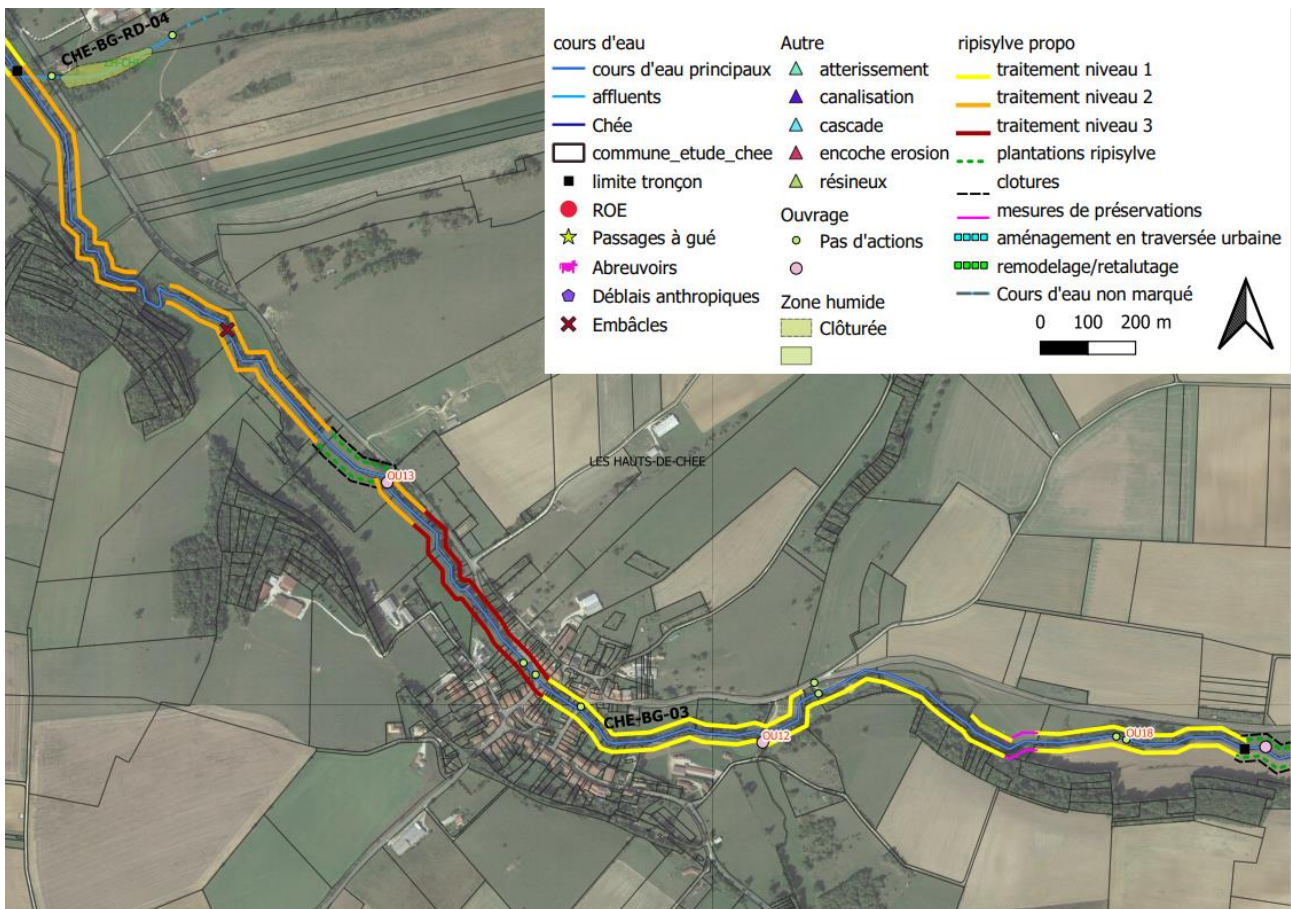 CHE-BG-RD-04
cours d'eau
cours d'eau principaux
affluents
Chée
commune_etude_chee
limite tronçon
ROE
Passages à gué
Abreuvoirs
Déblais anthropiques
Embâcles
Autre
atterissement
canalisation
cascade
encoche erosion
résineux
Ouvrage
Pas d'actions
Zone humide
Clôturée
ripisylve propo
traitement niveau 1
traitement niveau 2
traitement niveau 3
plantations ripisylve
clotures
mesures de préservations
aménagement en traversée urbaine
remodelage/retalutage
Cours d'eau non marqué
0 100 200 m
LES HAUTS-DE-CHEE
OU13
CHE-BG-03
OU12
OU18